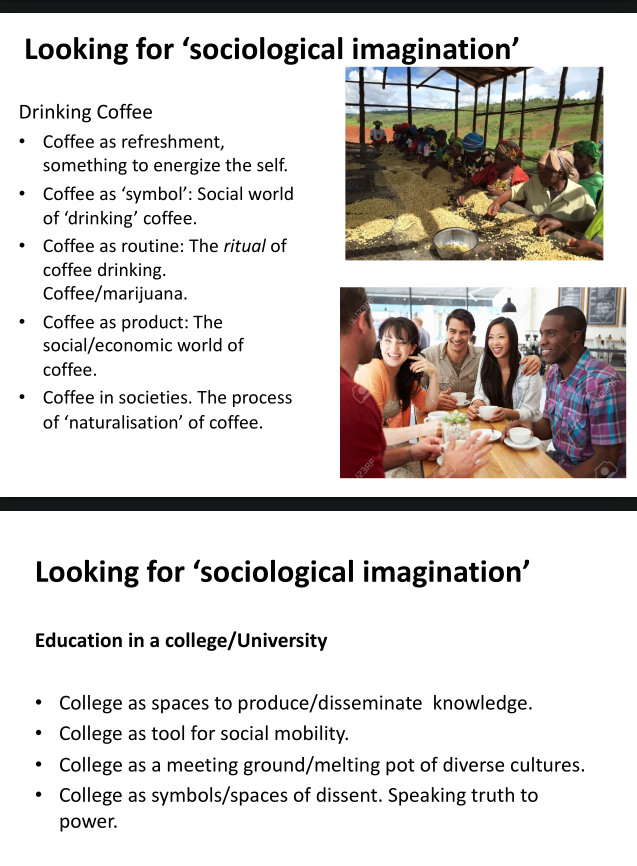 Looking for ‘sociological imagination’
Drinking Coffee
• Coffee as refreshment,
something to energize the self.
• Coffee as ‘symbol’: Social world
of ‘drinking’ coffee.
• Coffee as routine: The ritual of
coffee drinking.
Coffee/marijuana.
• Coffee as product: The
social/economic world of
coffee.
• Coffee in societies. The process
of ‘naturalisation’ of coffee.
123RF
Looking for ‘sociological imagination’
Education in a college/University
• College as spaces to produce/disseminate  knowledge.
• College as tool for social mobility.
• College as a meeting ground/melting pot of diverse cultures.
• College as symbols/spaces of dissent. Speaking truth to
power.